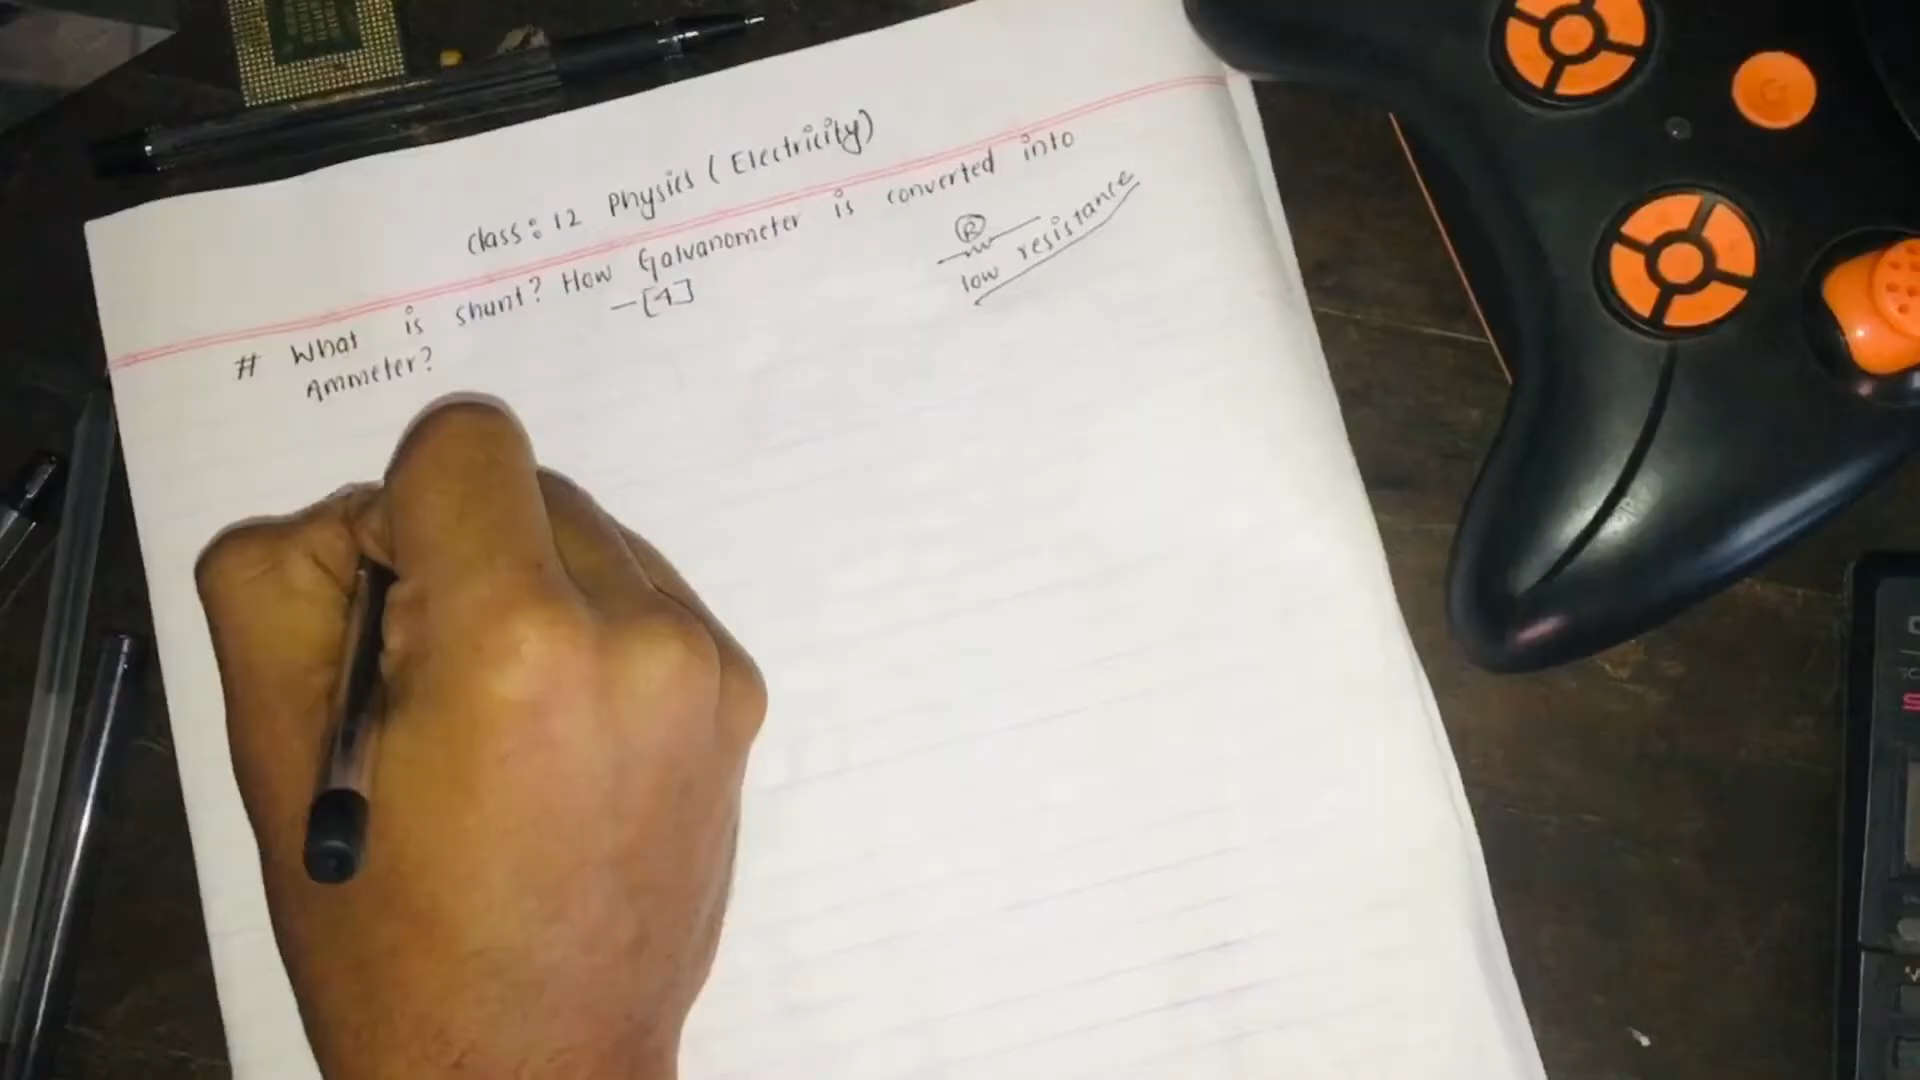 class: 12 Physics (Electricity)
# What is shunt? How Galvanometer is converted into
Ammeter? -[4]
R
low resistance